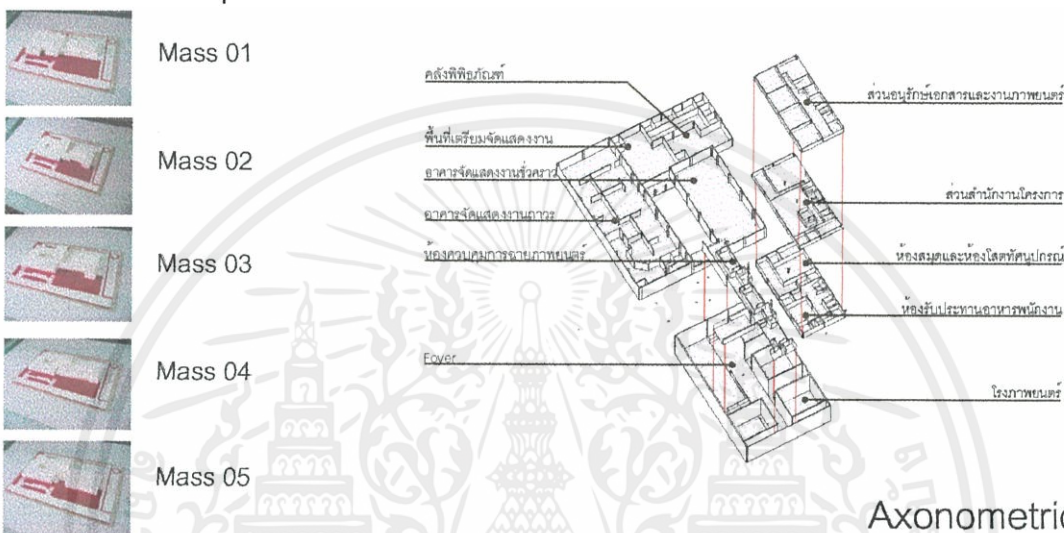 Mass 01
Mass 02
Mass 03
Mass 04
Mass 05
คลังพิพิธภัณฑ์
พื้นที่เตรียมจัดแสดงงาน
อาคารจัดแสดงงานชั่วคราว
อาคารจัดแสดงงานถาวร
ห้องควบคุมการฉายภาพยนตร์
Foyer
ส่วนอนุรักษ์เอกสารและงานภาพยนตร์
ส่วนสำนักงานโครงการ
ห้องสมุดและห้องโสตทัศนูปกรณ์
ห้องรับประทานอาหารพนักงาน
โรงภาพยนตร์
Axonometric